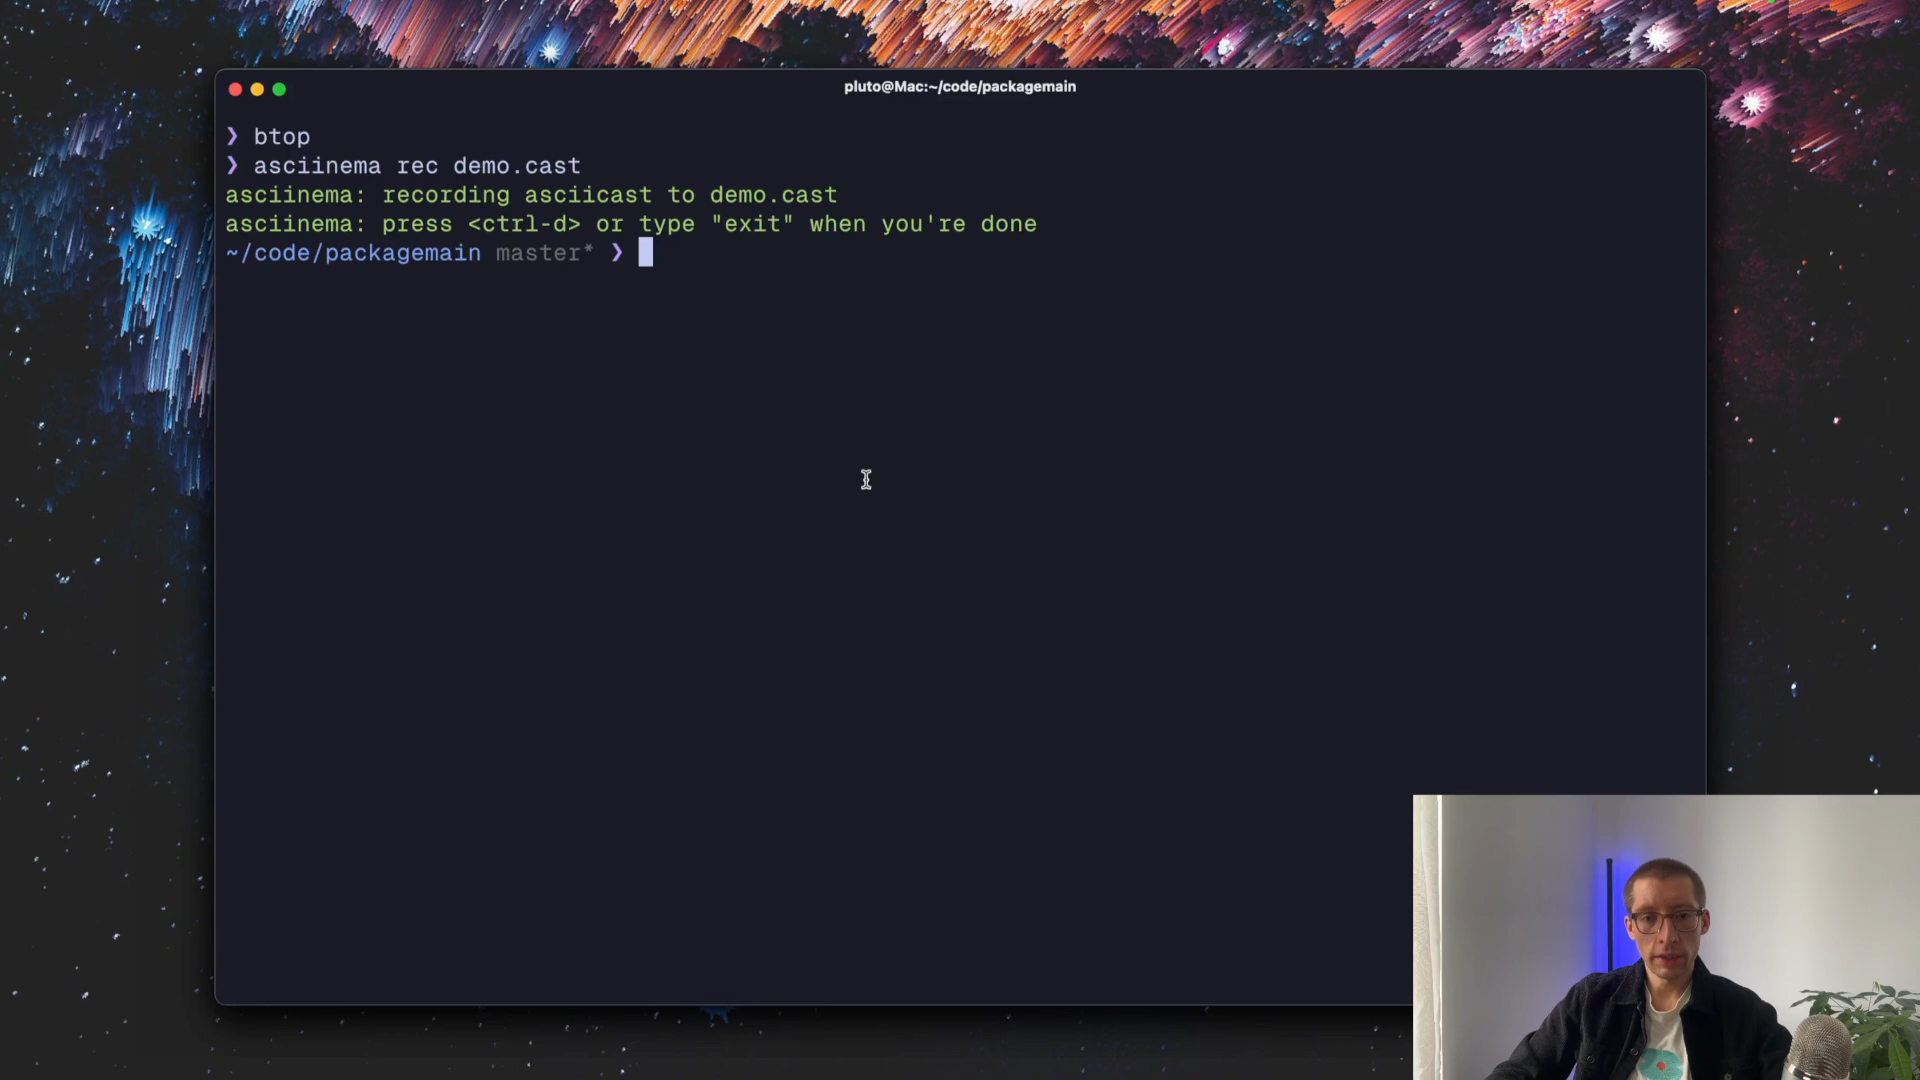 pluto@Mac:~/code/packagemain
❯ btop
❯ asciinema rec demo.cast
asciinema: recording asciicast to demo.cast
asciinema: press <ctrl-d> or type "exit" when you're done
~/code/packagemain master* ❯